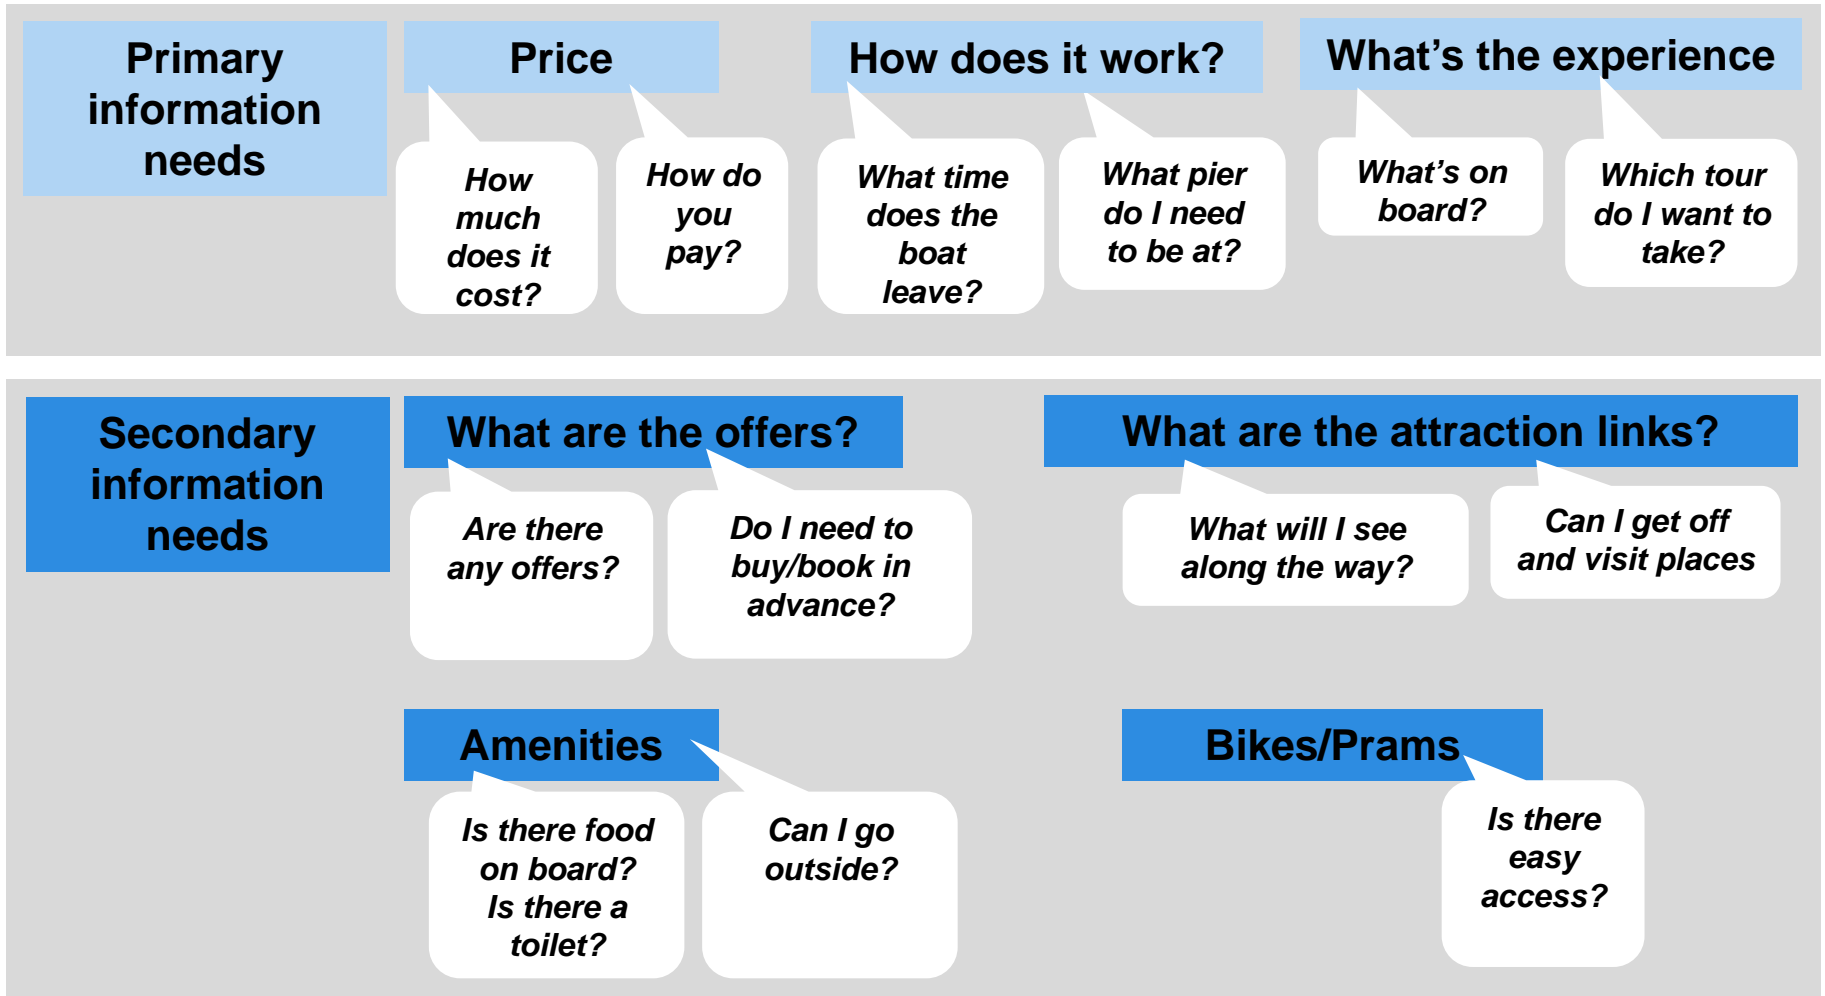 Primary
information
needs
Price
How
much
does it
cost?
How do
you
pay?
How does it work?
What time
does the
boat
leave?
What pier
do I need
to be at?
What’s the experience
What’s on
board?
Which tour
do I want to
take?
Secondary
information
needs
What are the offers?
Are there
any offers?
Do I need to
buy/book in
advance?
What are the attraction links?
What will I see
along the way?
Can I get off
and visit places
Amenities
Is there food
on board?
Is there a
toilet?
Can I go
outside?
Bikes/Prams
Is there
easy
access?